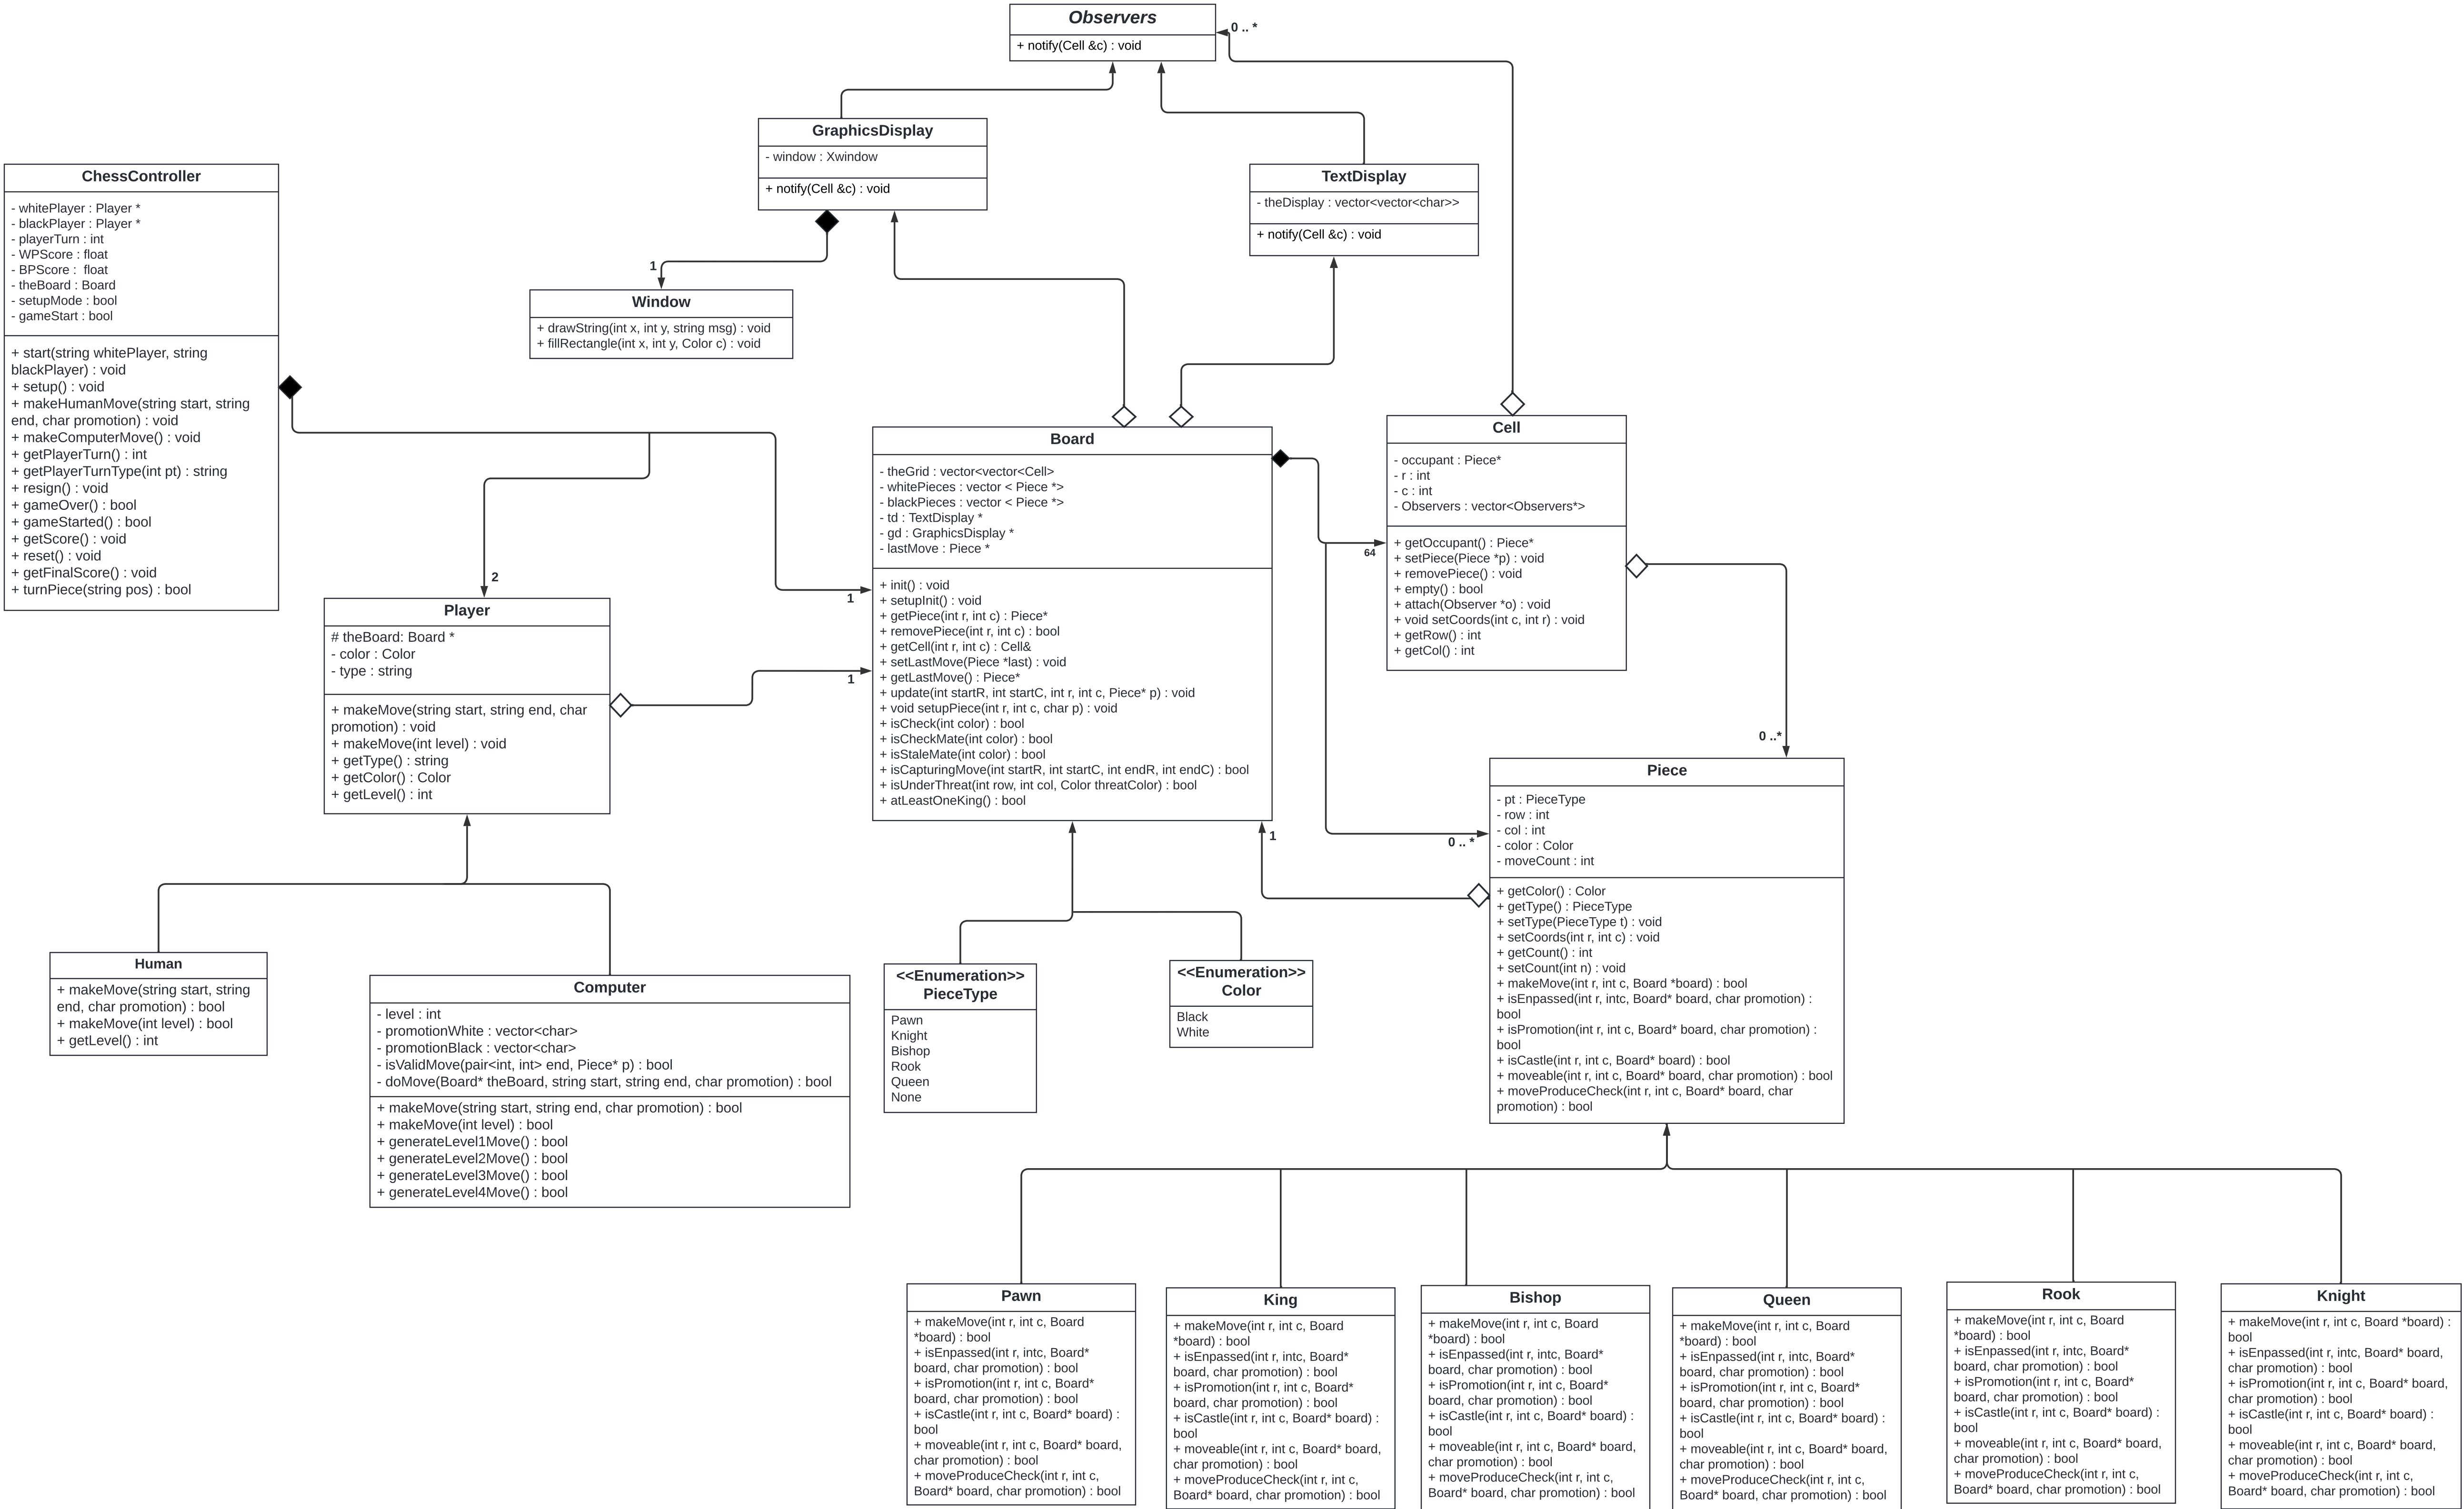 Observers
+ notify(Cell &c) : void
0 .. *
GraphicsDisplay
- window : Xwindow
+ notify(Cell &c) : void
TextDisplay
- theDisplay : vector<vector<char>>
+ notify(Cell &c) : void
ChessController
- whitePlayer : Player *
- blackPlayer : Player *
- playerTurn : int
- WPScore : float
- BPScore :  float
- theBoard : Board
- setupMode : bool
- gameStart : bool
+ start(string whitePlayer, string
blackPlayer) : void
+ setup() : void
+ makeHumanMove(string start, string
end, char promotion) : void
+ makeComputerMove() : void
+ getPlayerTurn() : int
+ getPlayerTurnType(int pt) : string
+ resign() : void
+ gameOver() : bool
+ gameStarted() : bool
+ getScore() : void
+ reset() : void
+ getFinalScore() : void
+ turnPiece(string pos) : bool
1
Window
+ drawString(int x, int y, string msg) : void
+ fillRectangle(int x, int y, Color c) : void
Board
- theGrid : vector<vector<Cell>
- whitePieces : vector < Piece *>
- blackPieces : vector < Piece *>
- td : TextDisplay *
- gd : GraphicsDisplay *
- lastMove : Piece *
+ init() : void
+ setupInit() : void
+ getPiece(int r, int c) : Piece*
+ removePiece(int r, int c) : bool
+ getCell(int r, int c) : Cell&
+ setLastMove(Piece *last) : void
+ getLastMove() : Piece*
+ update(int startR, int startC, int r, int c, Piece* p) : void
+ void setupPiece(int r, int c, char p) : void
+ isCheck(int color) : bool
+ isCheckMate(int color) : bool
+ isStaleMate(int color) : bool
+ isCapturingMove(int startR, int startC, int endR, int endC) : bool
+ isUnderThreat(int row, int col, Color threatColor) : bool
+ atLeastOneKing() : bool
Cell
- occupant : Piece*
- r : int
- c : int
- Observers : vector<Observers*>
+ getOccupant() : Piece*
+ setPiece(Piece *p) : void
+ removePiece() : void
+ empty() : bool
+ attach(Observer *o) : void
+ void setCoords(int c, int r) : void
+ getRow() : int
+ getCol() : int
64
2
1
1
Player
# theBoard: Board *
- color : Color
- type : string
+ makeMove(string start, string end, char
promotion) : void
+ makeMove(int level) : void
+ getType() : string
+ getColor() : Color
+ getLevel() : int
0 ..*
0 .. *
1
Piece
- pt : PieceType
- row : int
- col : int
- color : Color
- moveCount : int
+ getColor() : Color
+ getType() : PieceType
+ setType(PieceType t) : void
+ setCoords(int r, int c) : void
+ getCount() : int
+ setCount(int n) : void
+ makeMove(int r, int c, Board *board) : bool
+ isEnpassed(int r, intc, Board* board, char promotion) :
bool
+ isPromotion(int r, int c, Board* board, char promotion) :
bool
+ isCastle(int r, int c, Board* board) : bool
+ moveable(int r, int c, Board* board, char promotion) : bool
+ moveProduceCheck(int r, int c, Board* board, char
promotion) : bool
Human
+ makeMove(string start, string
end, char promotion) : bool
+ makeMove(int level) : bool
+ getLevel() : int
Computer
- level : int
- promotionWhite : vector<char>
- promotionBlack : vector<char>
- isValidMove(pair<int, int> end, Piece* p) : bool
- doMove(Board* theBoard, string start, string end, char promotion) : bool
+ makeMove(string start, string end, char promotion) : bool
+ makeMove(int level) : bool
+ generateLevel1Move() : bool
+ generateLevel2Move() : bool
+ generateLevel3Move() : bool
+ generateLevel4Move() : bool
<<Enumeration>>
PieceType
Pawn
Knight
Bishop
Rook
Queen
None
<<Enumeration>>
Color
Black
White
Pawn
+ makeMove(int r, int c, Board
*board) : bool
+ isEnpassed(int r, intc, Board*
board, char promotion) : bool
+ isPromotion(int r, int c, Board*
board, char promotion) : bool
+ isCastle(int r, int c, Board* board) :
bool
+ moveable(int r, int c, Board* board,
char promotion) : bool
+ moveProduceCheck(int r, int c,
Board* board, char promotion) : bool
King
+ makeMove(int r, int c, Board
*board) : bool
+ isEnpassed(int r, intc, Board*
board, char promotion) : bool
+ isPromotion(int r, int c, Board*
board, char promotion) : bool
+ isCastle(int r, int c, Board* board) :
bool
+ moveable(int r, int c, Board* board,
char promotion) : bool
+ moveProduceCheck(int r, int c,
Board* board, char promotion) : bool
Bishop
+ makeMove(int r, int c, Board
*board) : bool
+ isEnpassed(int r, intc, Board*
board, char promotion) : bool
+ isPromotion(int r, int c, Board*
board, char promotion) : bool
+ isCastle(int r, int c, Board* board) :
bool
+ moveable(int r, int c, Board* board,
char promotion) : bool
+ moveProduceCheck(int r, int c,
Board* board, char promotion) : bool
Queen
+ makeMove(int r, int c, Board
*board) : bool
+ isEnpassed(int r, intc, Board*
board, char promotion) : bool
+ isPromotion(int r, int c, Board*
board, char promotion) : bool
+ isCastle(int r, int c, Board* board) :
bool
+ moveable(int r, int c, Board* board,
char promotion) : bool
+ moveProduceCheck(int r, int c,
Board* board, char promotion) : bool
Rook
+ makeMove(int r, int c, Board
*board) : bool
+ isEnpassed(int r, intc, Board*
board, char promotion) : bool
+ isPromotion(int r, int c, Board*
board, char promotion) : bool
+ isCastle(int r, int c, Board* board) :
bool
+ moveable(int r, int c, Board* board,
char promotion) : bool
+ moveProduceCheck(int r, int c,
Board* board, char promotion) : bool
Knight
+ makeMove(int r, int c, Board *board) :
bool
+ isEnpassed(int r, intc, Board* board,
char promotion) : bool
+ isPromotion(int r, int c, Board* board,
char promotion) : bool
+ isCastle(int r, int c, Board* board) :
bool
+ moveable(int r, int c, Board* board,
char promotion) : bool
+ moveProduceCheck(int r, int c,
Board* board, char promotion) : bool